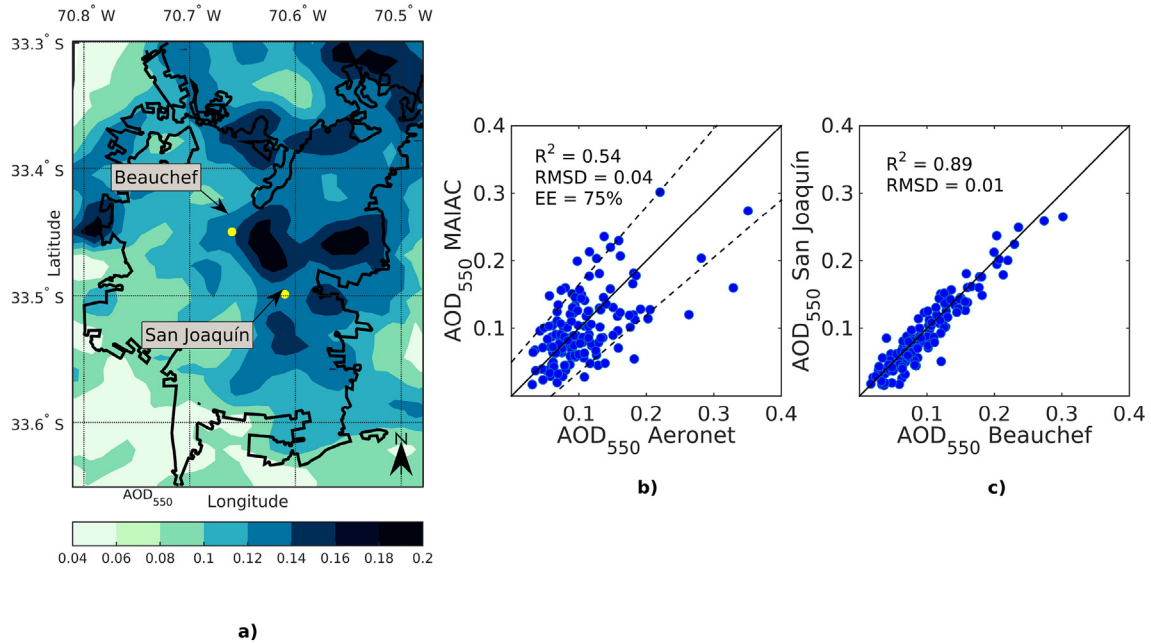 70.8° W 70.7° W 70.6° W 70.5° W
33.3° S
33.4° S
33.5° S
33.6° S
Latitude
Beauchef
San Joaquín
N
AOD550 Longitude
0.04 0.06 0.08 0.1 0.12 0.14 0.16 0.18 0.2
a)
0.4
0.3
0.2
0.1
AOD550 MAIAC
R² = 0.54
RMSD = 0.04
EE = 75%
0.1 0.2 0.3 0.4
AOD550 Aeronet
b)
0.4
0.3
0.2
0.1
AOD550 San Joaquín
R² = 0.89
RMSD = 0.01
0.1 0.2 0.3 0.4
AOD550 Beauchef
c)